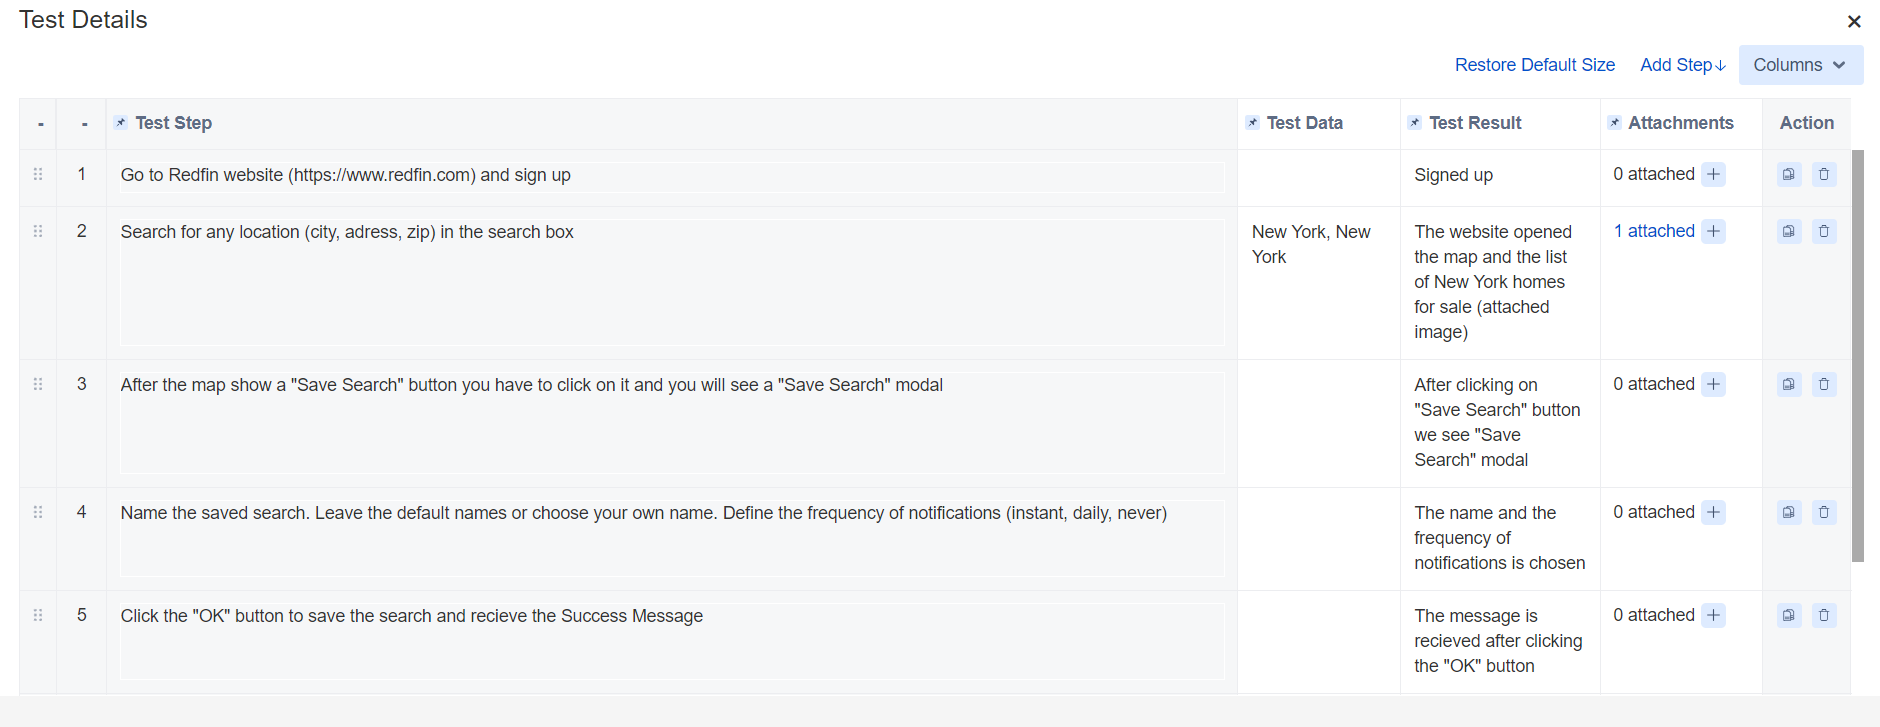 Test Details
Restore Default Size Add Step↓ Columns
- - Test Step Test Data Test Result Attachments Action
1 Go to Redfin website (https://www.redfin.com) and sign up Signed up 0 attached +
2 Search for any location (city, adress, zip) in the search box New York, New The website opened 1 attached +
York the map and the list
of New York homes
for sale (attached
image)
3 After the map show a "Save Search" button you have to click on it and you will see a "Save Search" modal After clicking on 0 attached +
"Save Search" button
we see "Save
Search" modal
4 Name the saved search. Leave the default names or choose your own name. Define the frequency of notifications (instant, daily, never) The name and the 0 attached +
frequency of
notifications is chosen
5 Click the "OK" button to save the search and recieve the Success Message The message is 0 attached +
recieved after clicking
the "OK" button